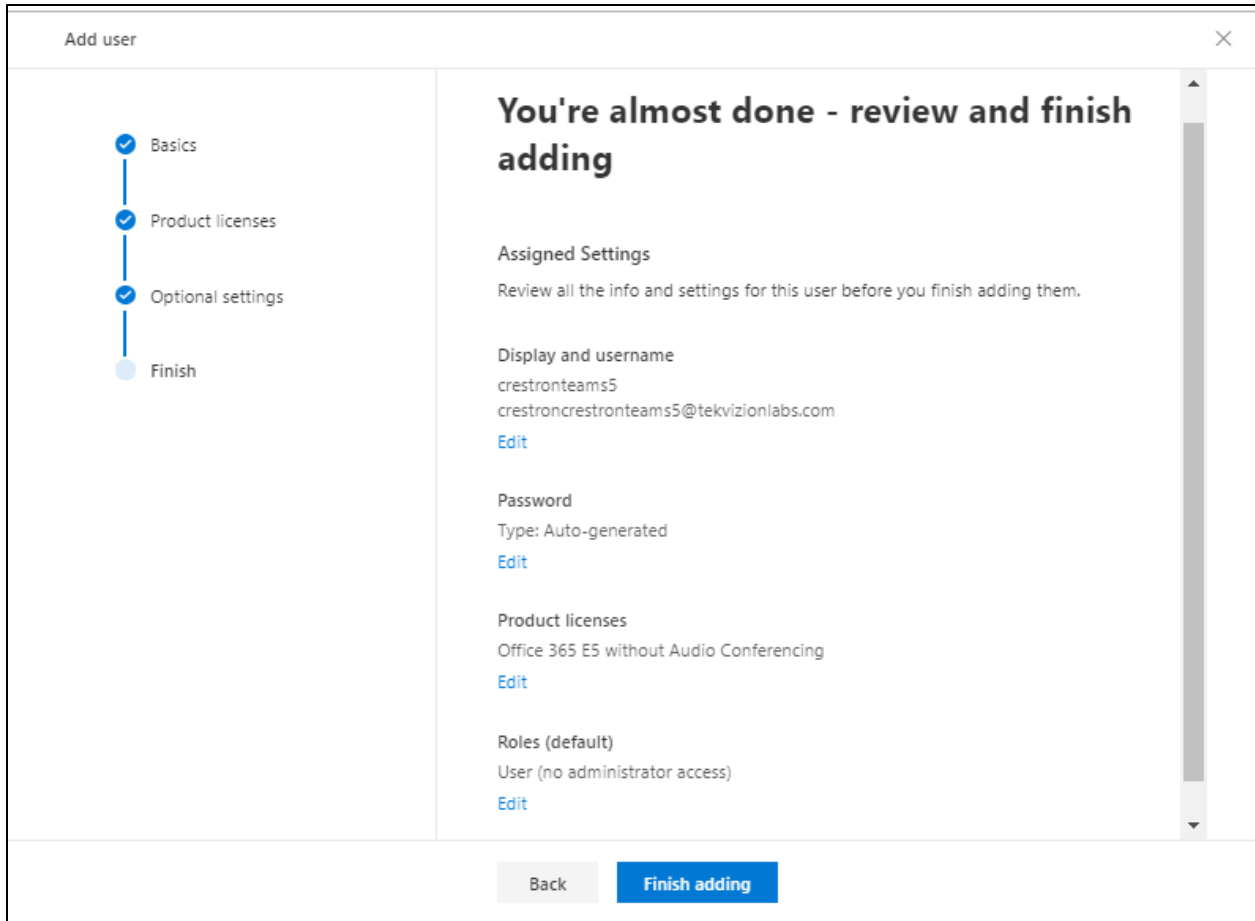 Add user
Basics
Product licenses
Optional settings
Finish
You're almost done - review and finish
adding
Assigned Settings
Review all the info and settings for this user before you finish adding them.
Display and username
crestronteams5
crestroncrestronteams5@tekvizionlabs.com
Edit
Password
Type: Auto-generated
Edit
Product licenses
Office 365 E5 without Audio Conferencing
Edit
Roles (default)
User (no administrator access)
Edit
Back
Finish adding